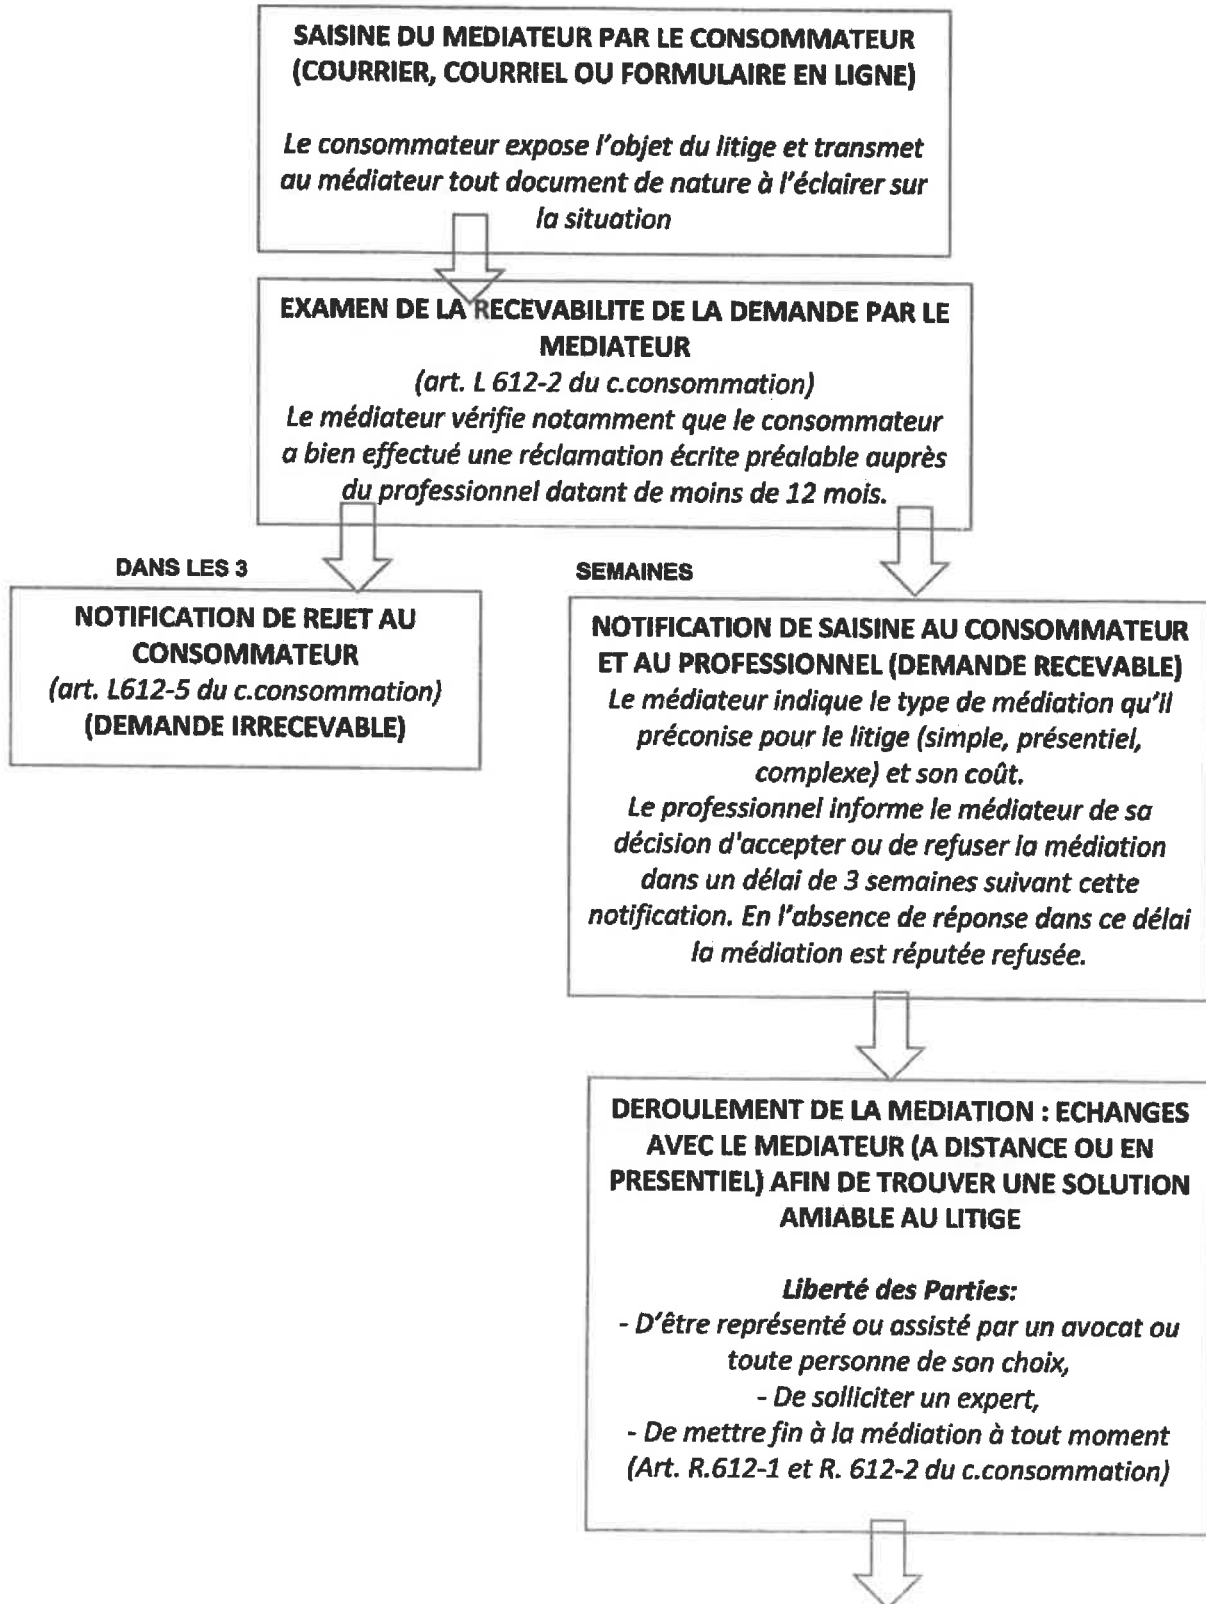 SAISINE DU MEDIATEUR PAR LE CONSOMMATEUR
(COURRIER, COURRIEL OU FORMULAIRE EN LIGNE)
Le consommateur expose l'objet du litige et transmet
au médiateur tout document de nature à l'éclairer sur
la situation
EXAMEN DE LA RECEVABILITE DE LA DEMANDE PAR LE
MEDIATEUR
(art. L 612-2 du c.consommation)
Le médiateur vérifie notamment que le consommateur
a bien effectué une réclamation écrite préalable auprès
du professionnel datant de moins de 12 mois.
DANS LES 3 SEMAINES
NOTIFICATION DE REJET AU
CONSOMMATEUR
(art. L612-5 du c.consommation)
(DEMANDE IRRECEVABLE)
NOTIFICATION DE SAISINE AU CONSOMMATEUR
ET AU PROFESSIONNEL (DEMANDE RECEVABLE)
Le médiateur indique le type de médiation qu'il
préconise pour le litige (simple, présentiel,
complexe) et son coût.
Le professionnel informe le médiateur de sa
décision d'accepter ou de refuser la médiation
dans un délai de 3 semaines suivant cette
notification. En l'absence de réponse dans ce délai
la médiation est réputée refusée.
DEROULEMENT DE LA MEDIATION : ECHANGES
AVEC LE MEDIATEUR (A DISTANCE OU EN
PRESENTIEL) AFIN DE TROUVER UNE SOLUTION
AMIABLE AU LITIGE
Liberté des Parties:
- D'être représenté ou assisté par un avocat ou
toute personne de son choix,
- De solliciter un expert,
- De mettre fin à la médiation à tout moment
(Art. R.612-1 et R. 612-2 du c.consommation)